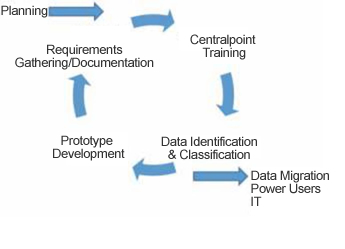 Planning
Requirements
Gathering/Documentation
Centralpoint
Training
Prototype
Development
Data Identification
& Classification
Data Migration
Power Users
IT